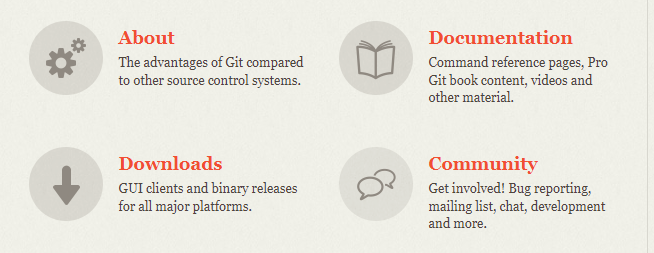 About
The advantages of Git compared
to other source control systems.
Documentation
Command reference pages, Pro
Git book content, videos and
other material.
Downloads
GUI clients and binary releases
for all major platforms.
Community
Get involved! Bug reporting,
mailing list, chat, development
and more.